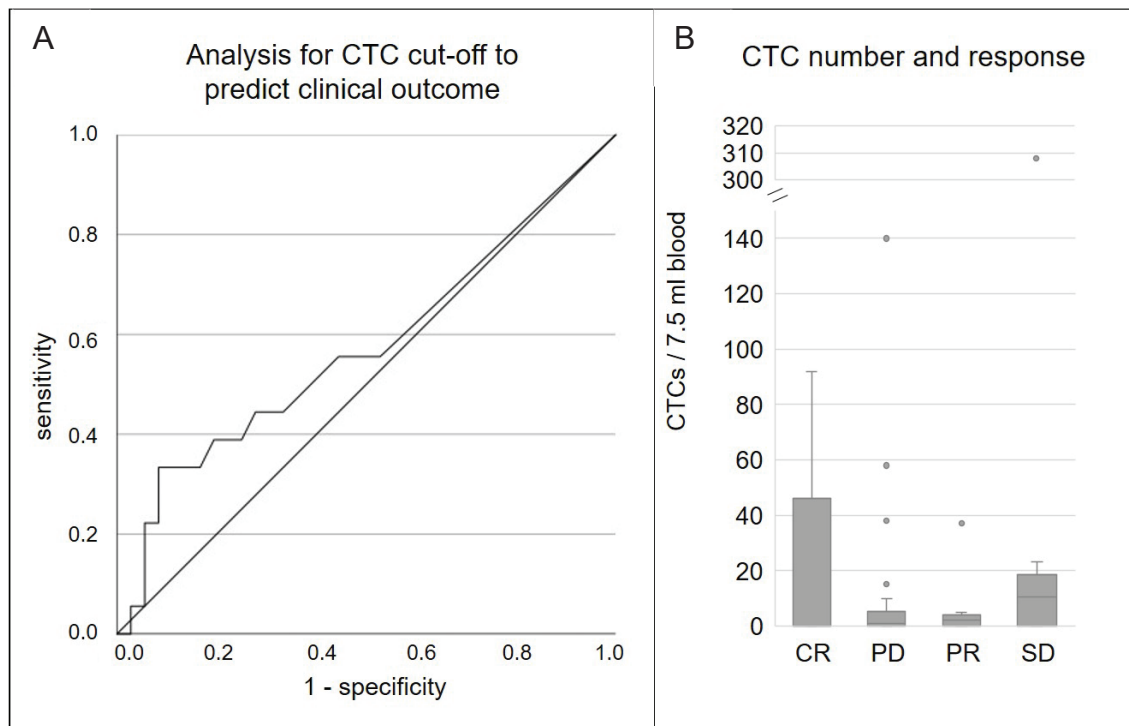 A
Analysis for CTC cut-off to
predict clinical outcome
1.0
0.8
0.6
0.4
0.2
0.0
sensitivity
0.0 0.2 0.4 0.6 0.8 1.0
1 - specificity
B
CTC number and response
320
310
300
140
120
100
80
60
40
20
0
CTCs / 7.5 ml blood
CR PD PR SD